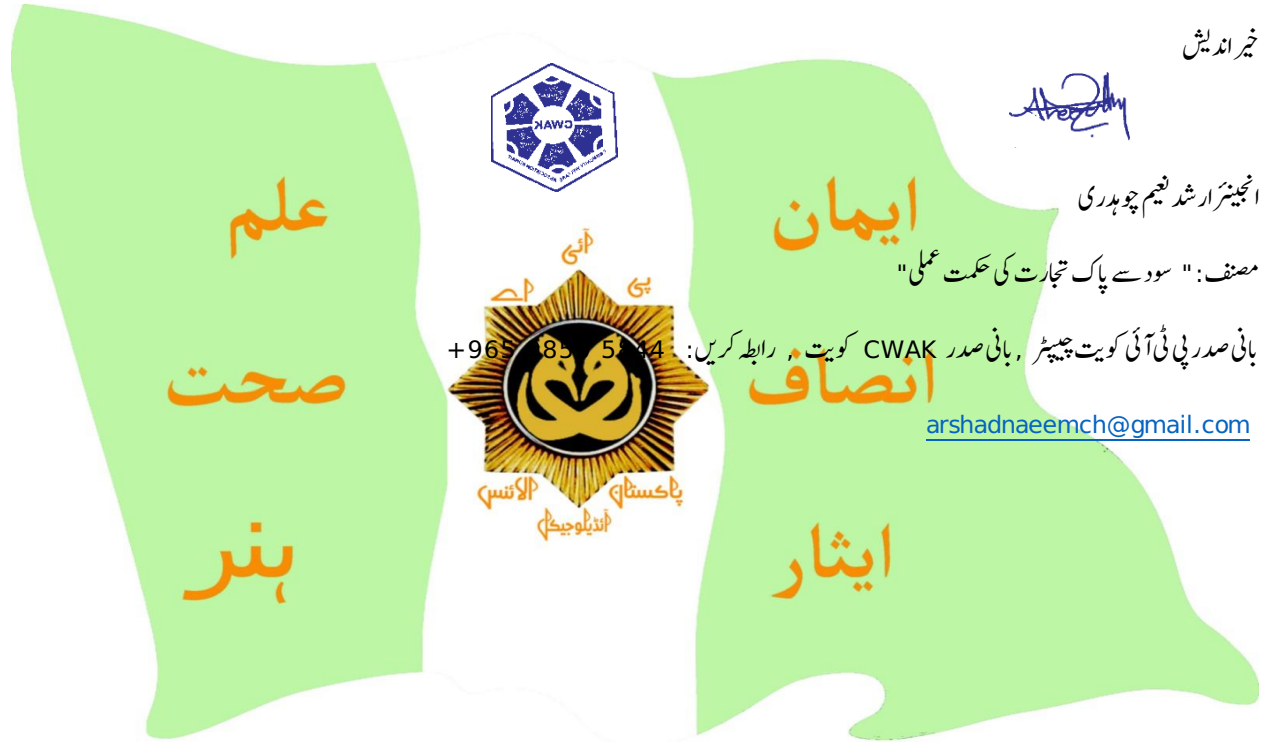 خیر اندیش
انجینئر ارشد نعیم چوہدری
مصنف: " سود سے پاک تجارت کی حکمت عملی"
بانی صدر پی ٹی آئی کویت چیپٹر , بانی صدر CWAK کویت , رابطہ کریں: +965
arshadnaeemch@gmail.com
CWAK
ایمان
انصاف
ایثار
علم
صحت
ہنر
پی
آئی
اے
پاکستان
آئڈیلوجیکل
الائنس